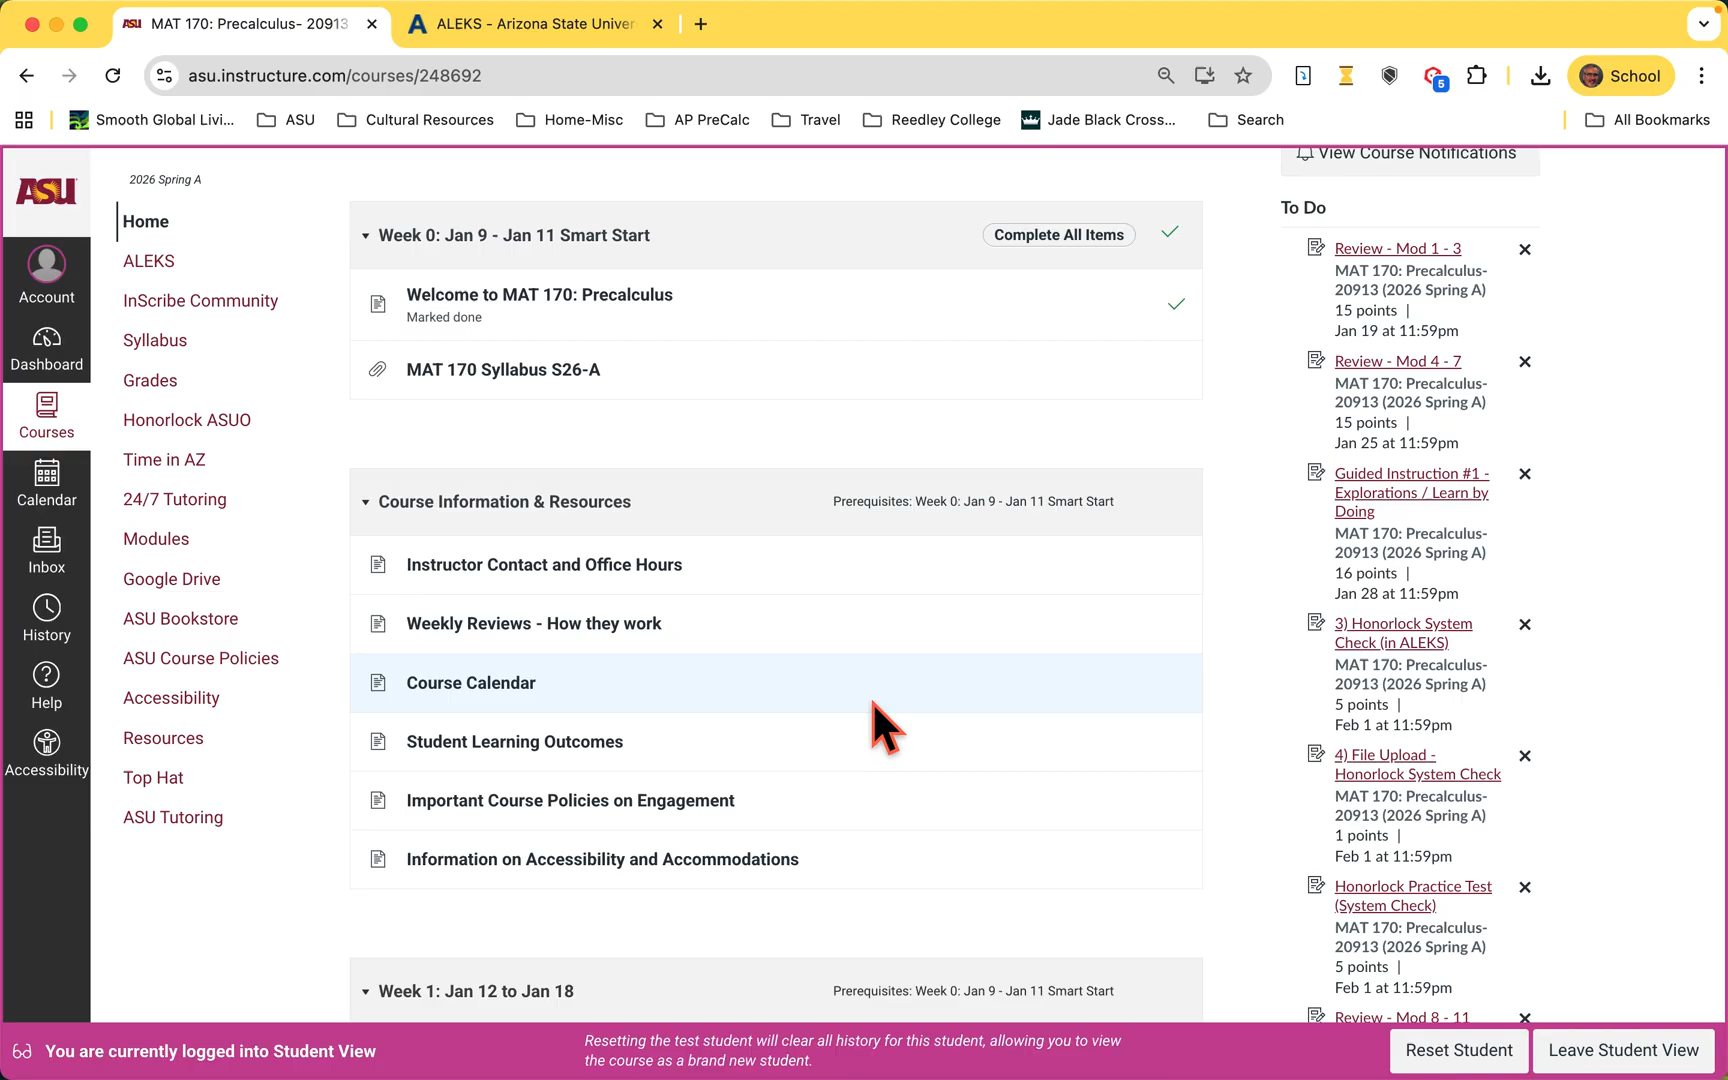 MAT 170: Precalculus- 20913
ALEKS - Arizona State Univer
asu.instructure.com/courses/248692
5
School
Smooth Global Livi...
ASU
Cultural Resources
Home-Misc
AP PreCalc
Travel
Reedley College
Jade Black Cross...
Search
All Bookmarks
ASU
Account
Dashboard
Courses
Calendar
Inbox
History
Help
Accessibility
2026 Spring A
Home
ALEKS
InScribe Community
Syllabus
Grades
Honorlock ASUO
Time in AZ
24/7 Tutoring
Modules
Google Drive
ASU Bookstore
ASU Course Policies
Accessibility
Resources
Top Hat
ASU Tutoring
Week 0: Jan 9 - Jan 11 Smart Start
Complete All Items
Welcome to MAT 170: Precalculus
Marked done
MAT 170 Syllabus S26-A
Course Information & Resources
Prerequisites: Week 0: Jan 9 - Jan 11 Smart Start
Instructor Contact and Office Hours
Weekly Reviews - How they work
Course Calendar
Student Learning Outcomes
Important Course Policies on Engagement
Information on Accessibility and Accommodations
Week 1: Jan 12 to Jan 18
Prerequisites: Week 0: Jan 9 - Jan 11 Smart Start
View Course Notifications
To Do
Review - Mod 1 - 3
MAT 170: Precalculus-
20913 (2026 Spring A)
15 points |
Jan 19 at 11:59pm
Review - Mod 4 - 7
MAT 170: Precalculus-
20913 (2026 Spring A)
15 points |
Jan 25 at 11:59pm
Guided Instruction #1 -
Explorations / Learn by
Doing
MAT 170: Precalculus-
20913 (2026 Spring A)
16 points |
Jan 28 at 11:59pm
3) Honorlock System
Check (in ALEKS)
MAT 170: Precalculus-
20913 (2026 Spring A)
5 points |
Feb 1 at 11:59pm
4) File Upload -
Honorlock System Check
MAT 170: Precalculus-
20913 (2026 Spring A)
1 points |
Feb 1 at 11:59pm
Honorlock Practice Test
(System Check)
MAT 170: Precalculus-
20913 (2026 Spring A)
5 points |
Feb 1 at 11:59pm
Review - Mod 8 - 11
You are currently logged into Student View
Resetting the test student will clear all history for this student, allowing you to view
the course as a brand new student.
Reset Student
Leave Student View